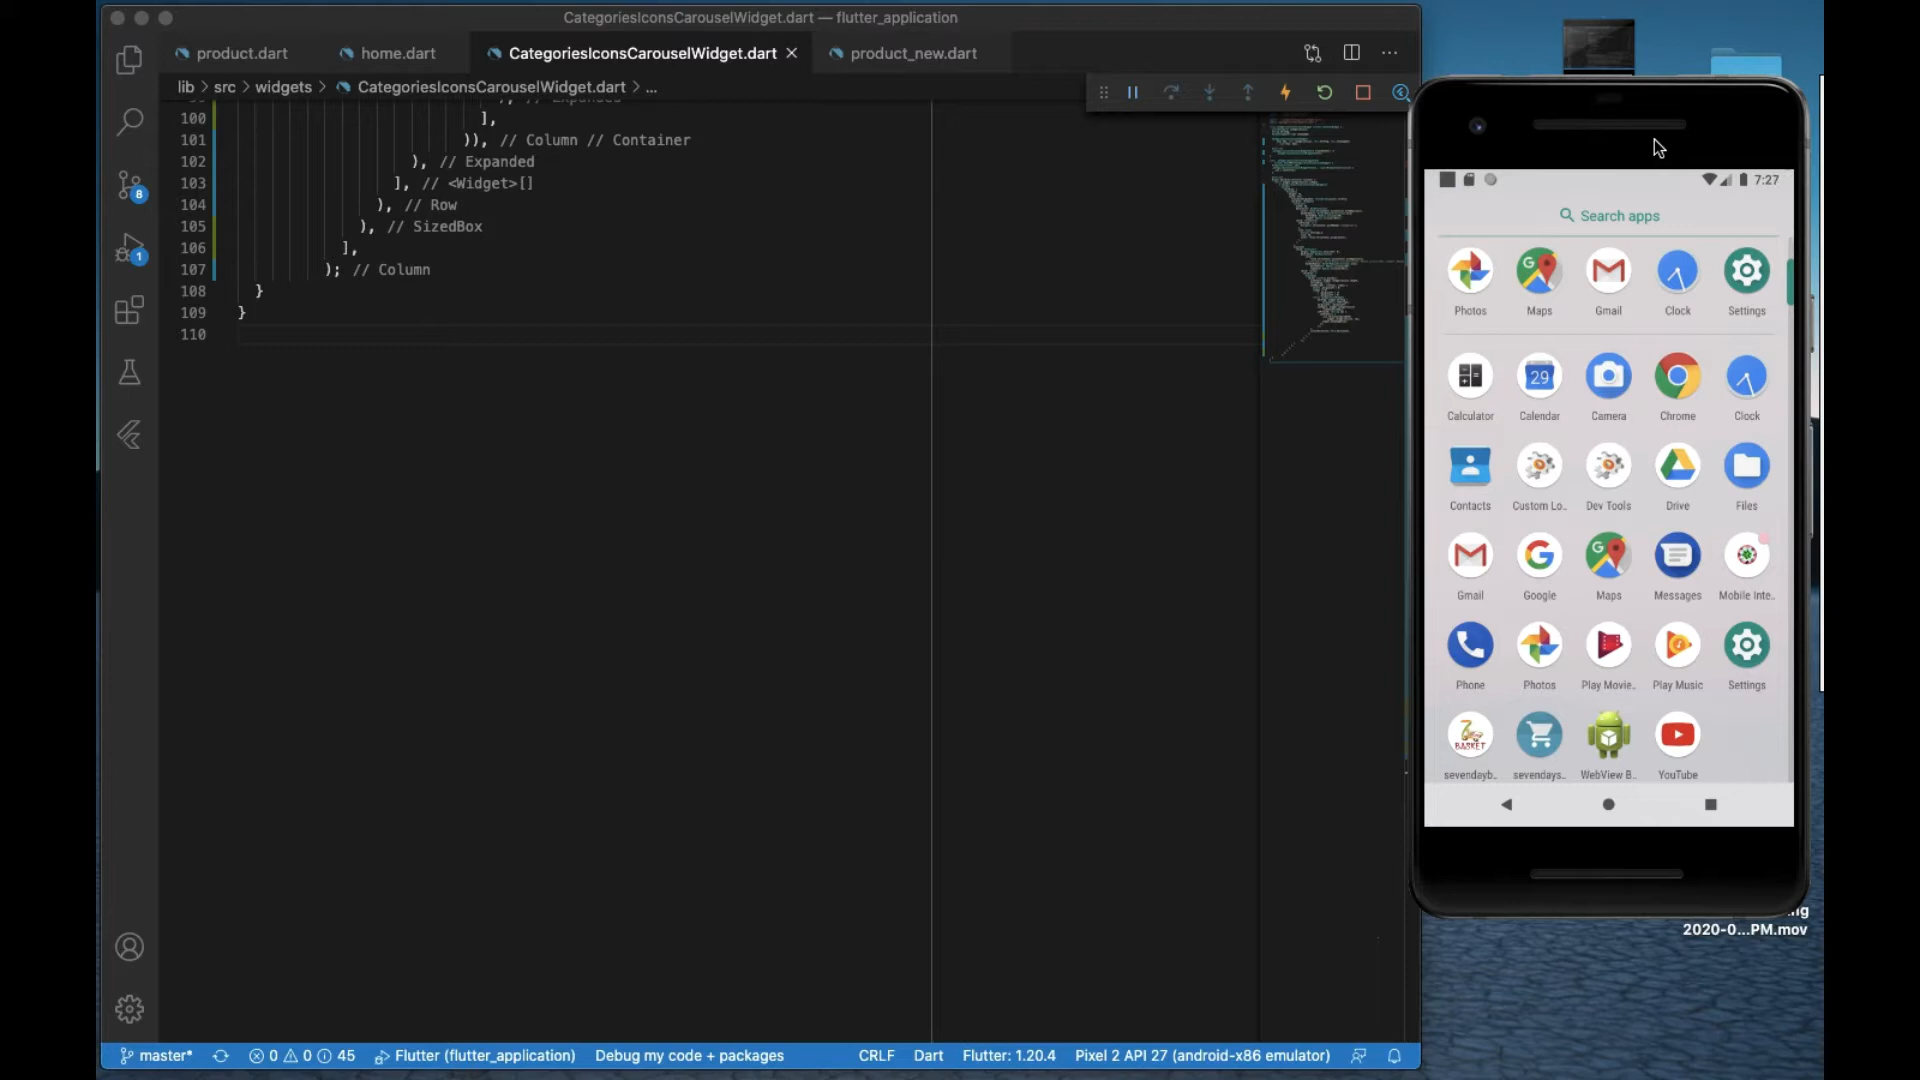 CategoriesIconsCarouselWidget.dart — flutter_application
product.dart
home.dart
CategoriesIconsCarouselWidget.dart
product_new.dart
lib > src > widgets > CategoriesIconsCarouselWidget.dart > ...
100 ],
101 )), // Column // Container
102 ), // Expanded
103 ], // <Widget>[]
104 ), // Row
105 ), // SizedBox
106 ],
107 ); // Column
108 }
109 }
110
8
1
master*
0 0 45
Flutter (flutter_application)
Debug my code + packages
CRLF
Dart
Flutter: 1.20.4
Pixel 2 API 27 (android-x86 emulator)
7:27
Search apps
Photos Maps Gmail Clock Settings
29
Calculator Calendar Camera Chrome Clock
Contacts Custom Lo.. Dev Tools Drive Files
Gmail Google Maps Messages Mobile Inte..
Phone Photos Play Movie.. Play Music Settings
BASKET
sevendayb.. sevendays.. WebView B.. YouTube
2020-0...PM.mov